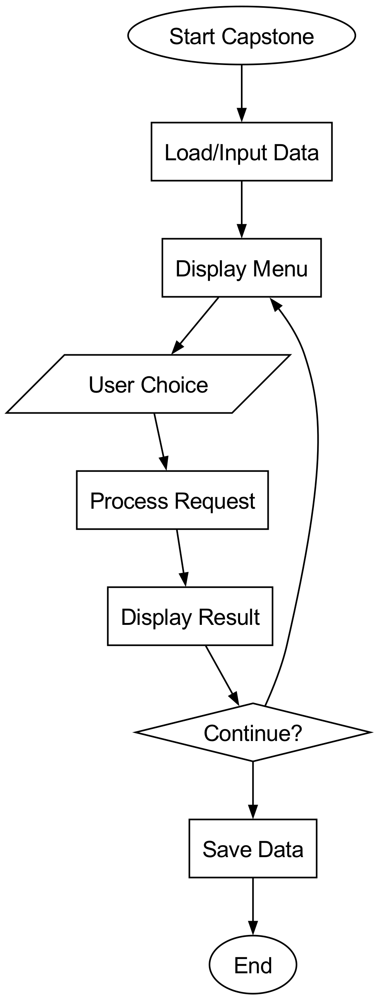 Start Capstone
Load/Input Data
Display Menu
User Choice
Process Request
Display Result
Continue?
Save Data
End